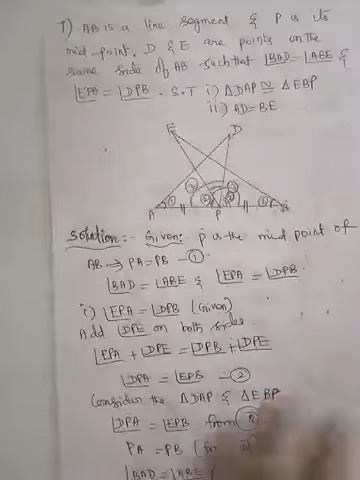 7) AB is a line segment & P is its
mid-point. D & E are points on the
same side of AB such that ∠BAD = ∠ABE &
∠EPA = ∠DPB. S.T i) ΔDAP ≅ ΔEBP
ii) AD = BE
E D
A P B
Solution:- Given: P is the mid point of
AB ⇒ PA = PB – ①
∠BAD = ∠ABE & ∠EPA = ∠DPB
i) ∠EPA = ∠DPB (Given)
Add ∠DPE on both sides
∠EPA + ∠DPE = ∠DPB + ∠DPE
∠DPA = ∠EPB – ②
Consider the ΔDAP & ΔEBP
∠DPA = ∠EPB from ②
PA = PB
∠BAD = ∠ABE (